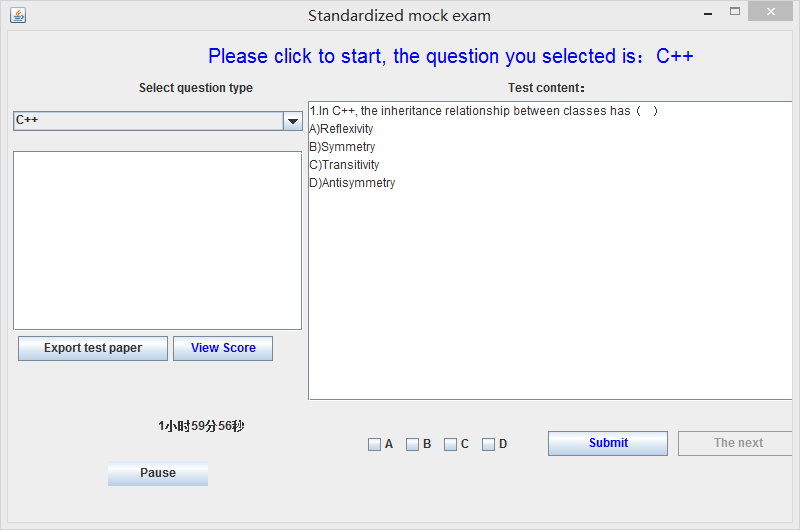 Standardized mock exam
Please click to start, the question you selected is：C++
Select question type
Test content：
C++
1.In C++, the inheritance relationship between classes has（　）
A)Reflexivity
B)Symmetry
C)Transitivity
D)Antisymmetry
Export test paper
View Score
1小时59分56秒
A
B
C
D
Submit
The next
Pause